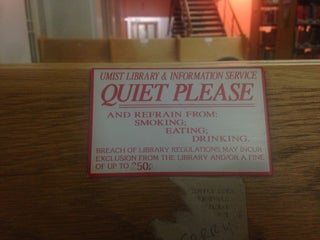 UMIST LIBRARY & INFORMATION SERVICE
QUIET PLEASE
AND REFRAIN FROM:
SMOKING;
EATING;
DRINKING.
BREACH OF LIBRARY REGULATIONS MAY INCUR
EXCLUSION FROM THE LIBRARY AND/OR A FINE
OF UP TO 250p